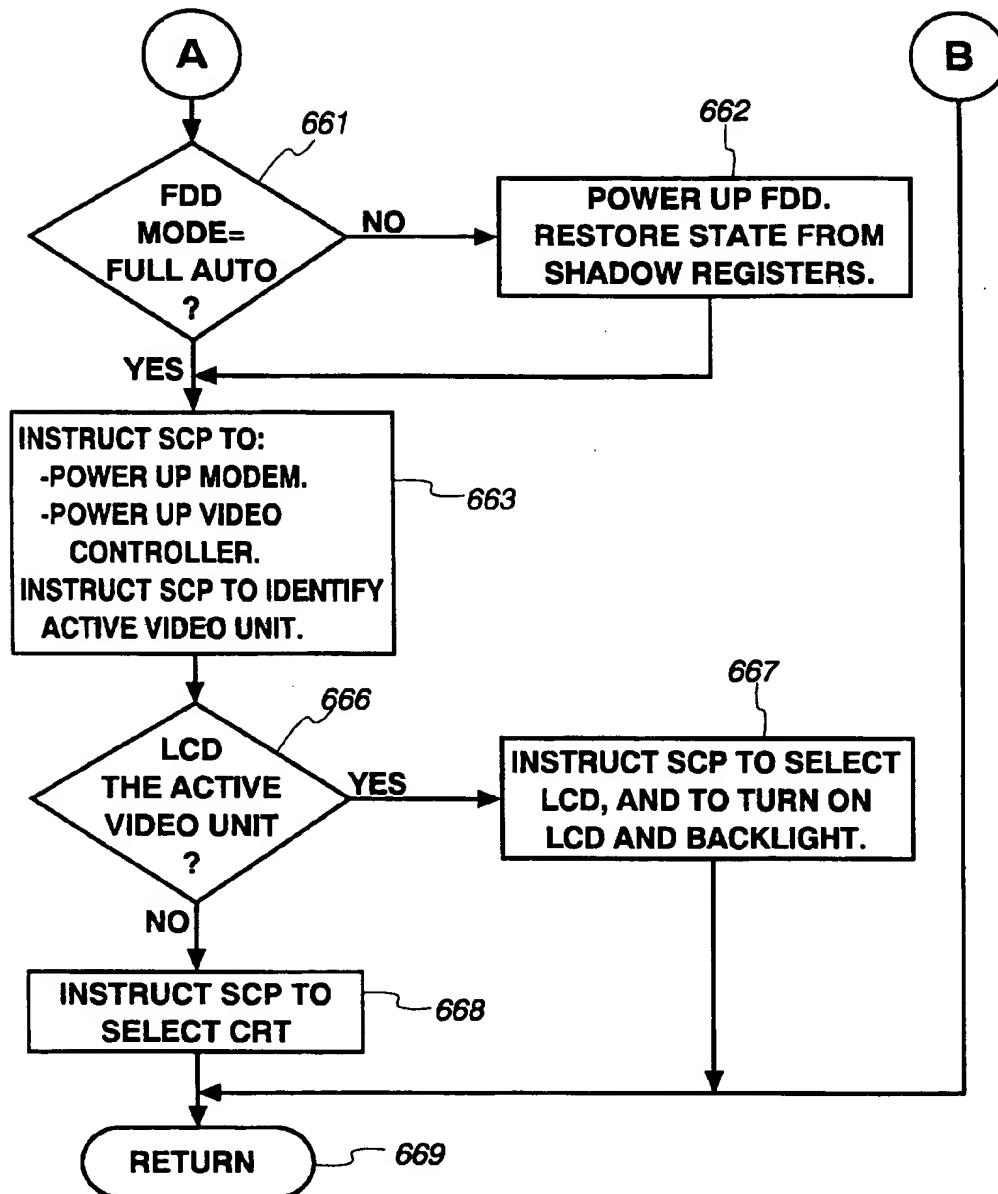 A
B
661
FDD
MODE=
FULL AUTO
?
NO
662
POWER UP FDD.
RESTORE STATE FROM
SHADOW REGISTERS.
YES
INSTRUCT SCP TO:
-POWER UP MODEM.
-POWER UP VIDEO
CONTROLLER.
INSTRUCT SCP TO IDENTIFY
ACTIVE VIDEO UNIT.
663
666
LCD
THE ACTIVE
VIDEO UNIT
?
YES
667
INSTRUCT SCP TO SELECT
LCD, AND TO TURN ON
LCD AND BACKLIGHT.
NO
INSTRUCT SCP TO
SELECT CRT
668
RETURN
669